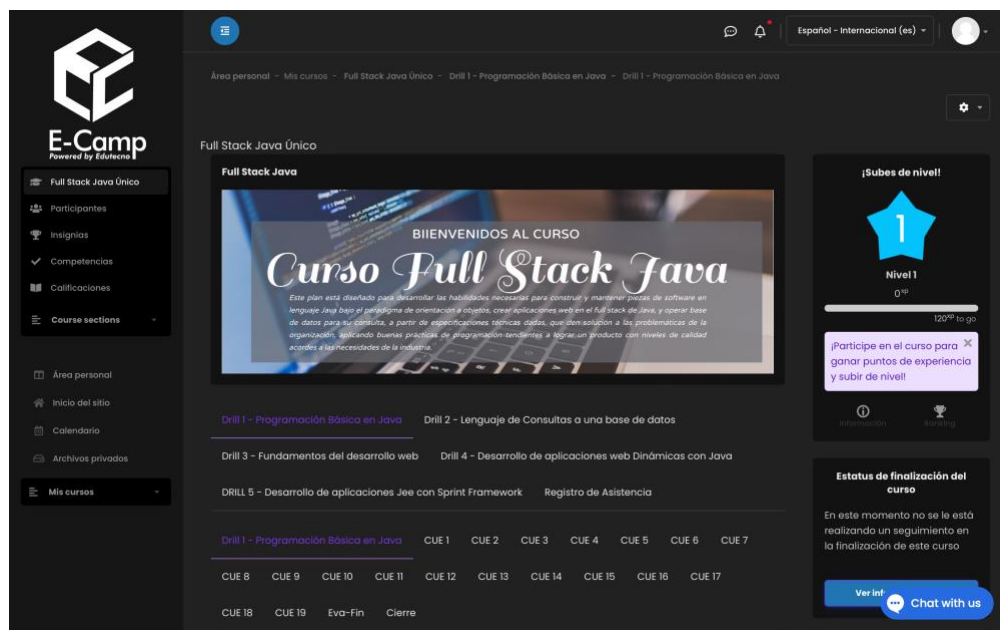 Español - Internacional (es)
Área personal - Mis cursos - Full Stack Java Único - Drill 1 - Programación Básica en Java - Drill 1 - Programación Básica en Java
E-Camp
Powered by Edutecno
Full Stack Java Único
Participantes
Insignias
Competencias
Calificaciones
Course sections
Área personal
Inicio del sitio
Calendario
Archivos privados
Mis cursos
Full Stack Java Único
Full Stack Java
BIIENVENIDOS AL CURSO
Curso Full Stack Java
Este plan está diseñado para desarrollar las habilidades necesarias para construir y mantener piezas de software en
lenguaje Java bajo el paradigma de orientación a objetos, crear aplicaciones web en el full stack de Java, y operar base
de datos para su consulta, a partir de especificaciones técnicas dadas, que den solución a las problemáticas de la
organización, aplicando buenas prácticas de programación tendientes a lograr un producto con niveles de calidad
acordes a las necesidades de la industria.
Drill 1 - Programación Básica en Java Drill 2 - Lenguaje de Consultas a una base de datos
Drill 3 - Fundamentos del desarrollo web Drill 4 - Desarrollo de aplicaciones web Dinámicas con Java
DRILL 5 - Desarrollo de aplicaciones Jee con Sprint Framework Registro de Asistencia
Drill 1 - Programación Básica en Java CUE 1 CUE 2 CUE 3 CUE 4 CUE 5 CUE 6 CUE 7
CUE 8 CUE 9 CUE 10 CUE 11 CUE 12 CUE 13 CUE 14 CUE 15 CUE 16 CUE 17
CUE 18 CUE 19 Eva-Fin Cierre
¡Subes de nivel!
1
Nivel 1
0xp
120xp to go
¡Participe en el curso para
ganar puntos de experiencia
y subir de nivel!
Información Ranking
Estatus de finalización del
curso
En este momento no se le está
realizando un seguimiento en
la finalización de este curso
Ver
Chat with us